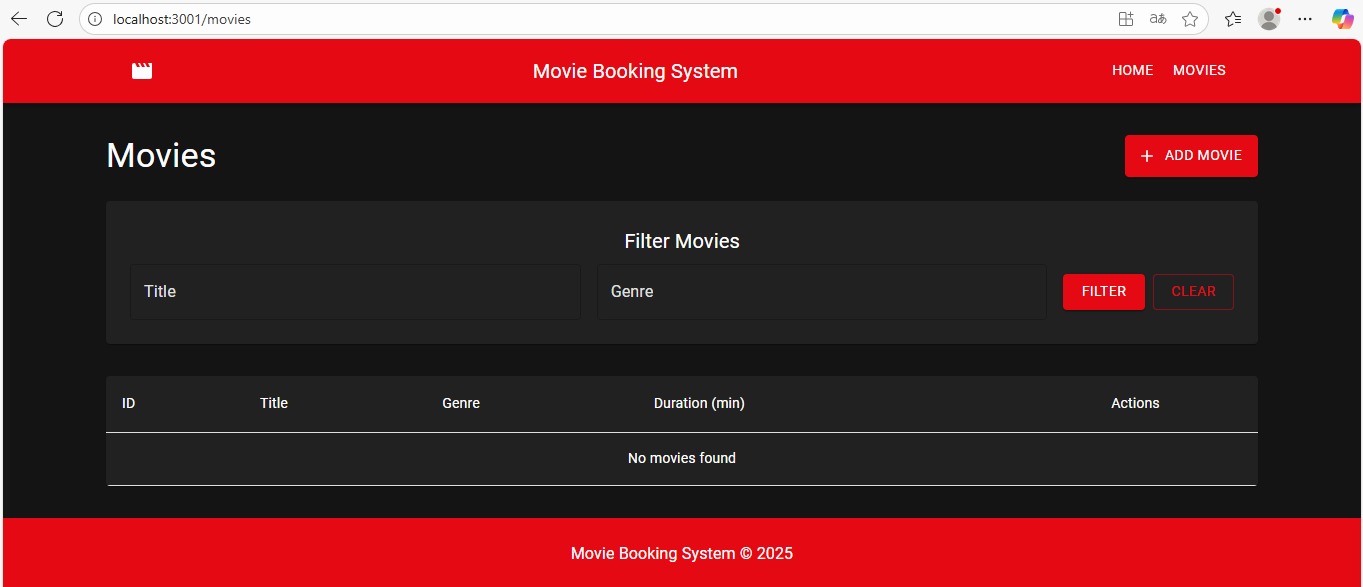 localhost:3001/movies
Movie Booking System
HOME MOVIES
Movies
ADD MOVIE
Filter Movies
Title Genre FILTER CLEAR
ID Title Genre Duration (min) Actions
No movies found
Movie Booking System © 2025